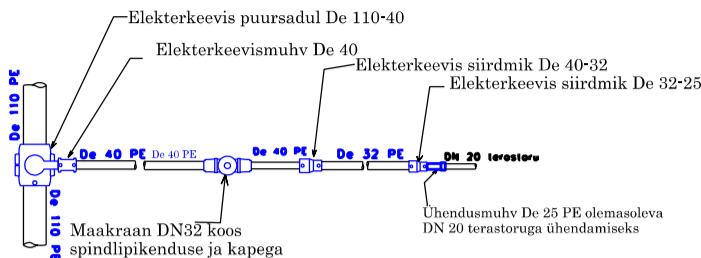 Elekterkeevis puursadul De 110-40
Elekterkeevismuhv De 40
Elekterkeevis siirdmik De 40-32
Elekterkeevis siirdmik De 32-25
De 110 PE
De 40 PE
De 40 PE
De 40 PE
De 32 PE
DN 20 terastoru
De 110 PE
Maakraan DN32 koos
spindlipikenduse ja kapega
Ühendusmuhv De 25 PE olemasoleva
DN 20 terastoruga ühendamiseks